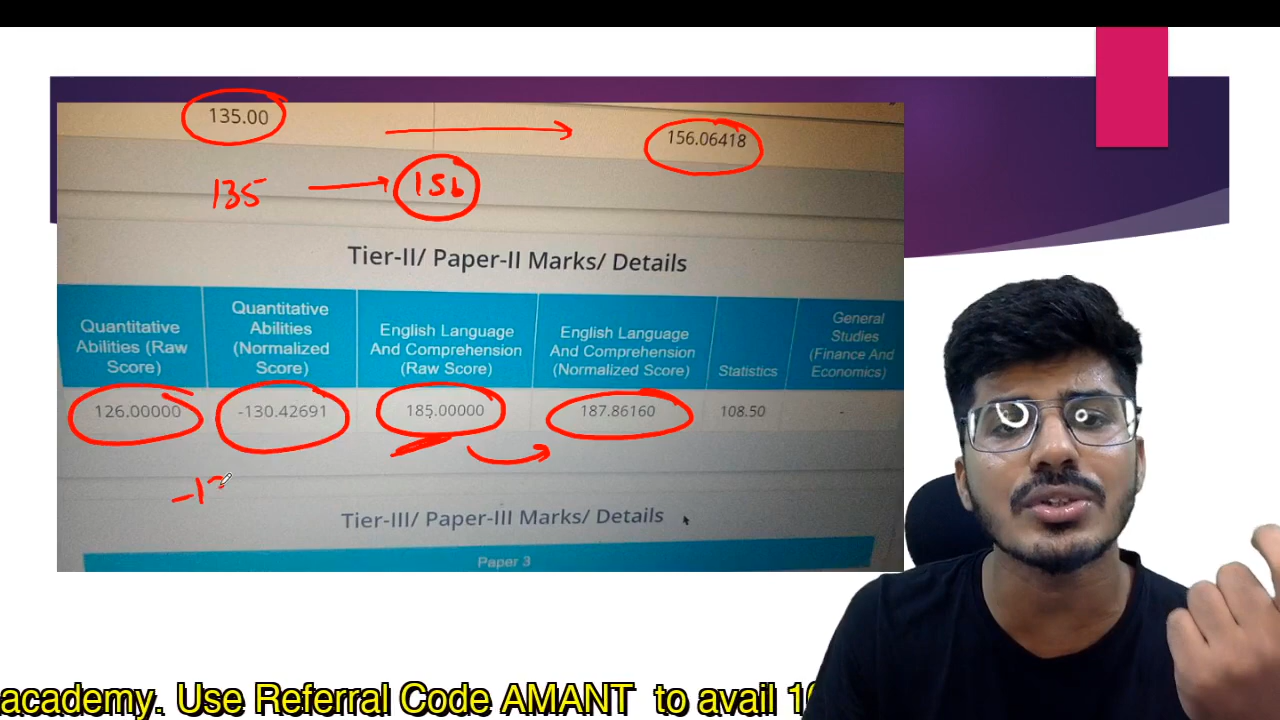 135.00
156.06418
135 → 156
Tier-II/ Paper-II Marks/ Details
Quantitative Abilities (Raw Score)
Quantitative Abilities (Normalized Score)
English Language And Comprehension (Raw Score)
English Language And Comprehension (Normalized Score)
Statistics
General Studies (Finance And Economics)
126.00000
-130.42691
185.00000
187.86160
108.50
-
Tier-III/ Paper-III Marks/ Details
Paper 3
academy. Use Referral Code AMANT to avail